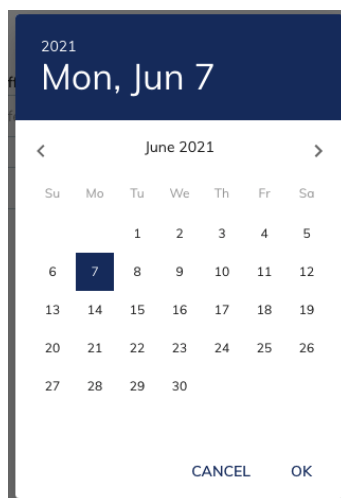 2021
Mon, Jun 7
June 2021
Su Mo Tu We Th Fr Sa
1 2 3 4 5
6 7 8 9 10 11 12
13 14 15 16 17 18 19
20 21 22 23 24 25 26
27 28 29 30
CANCEL OK